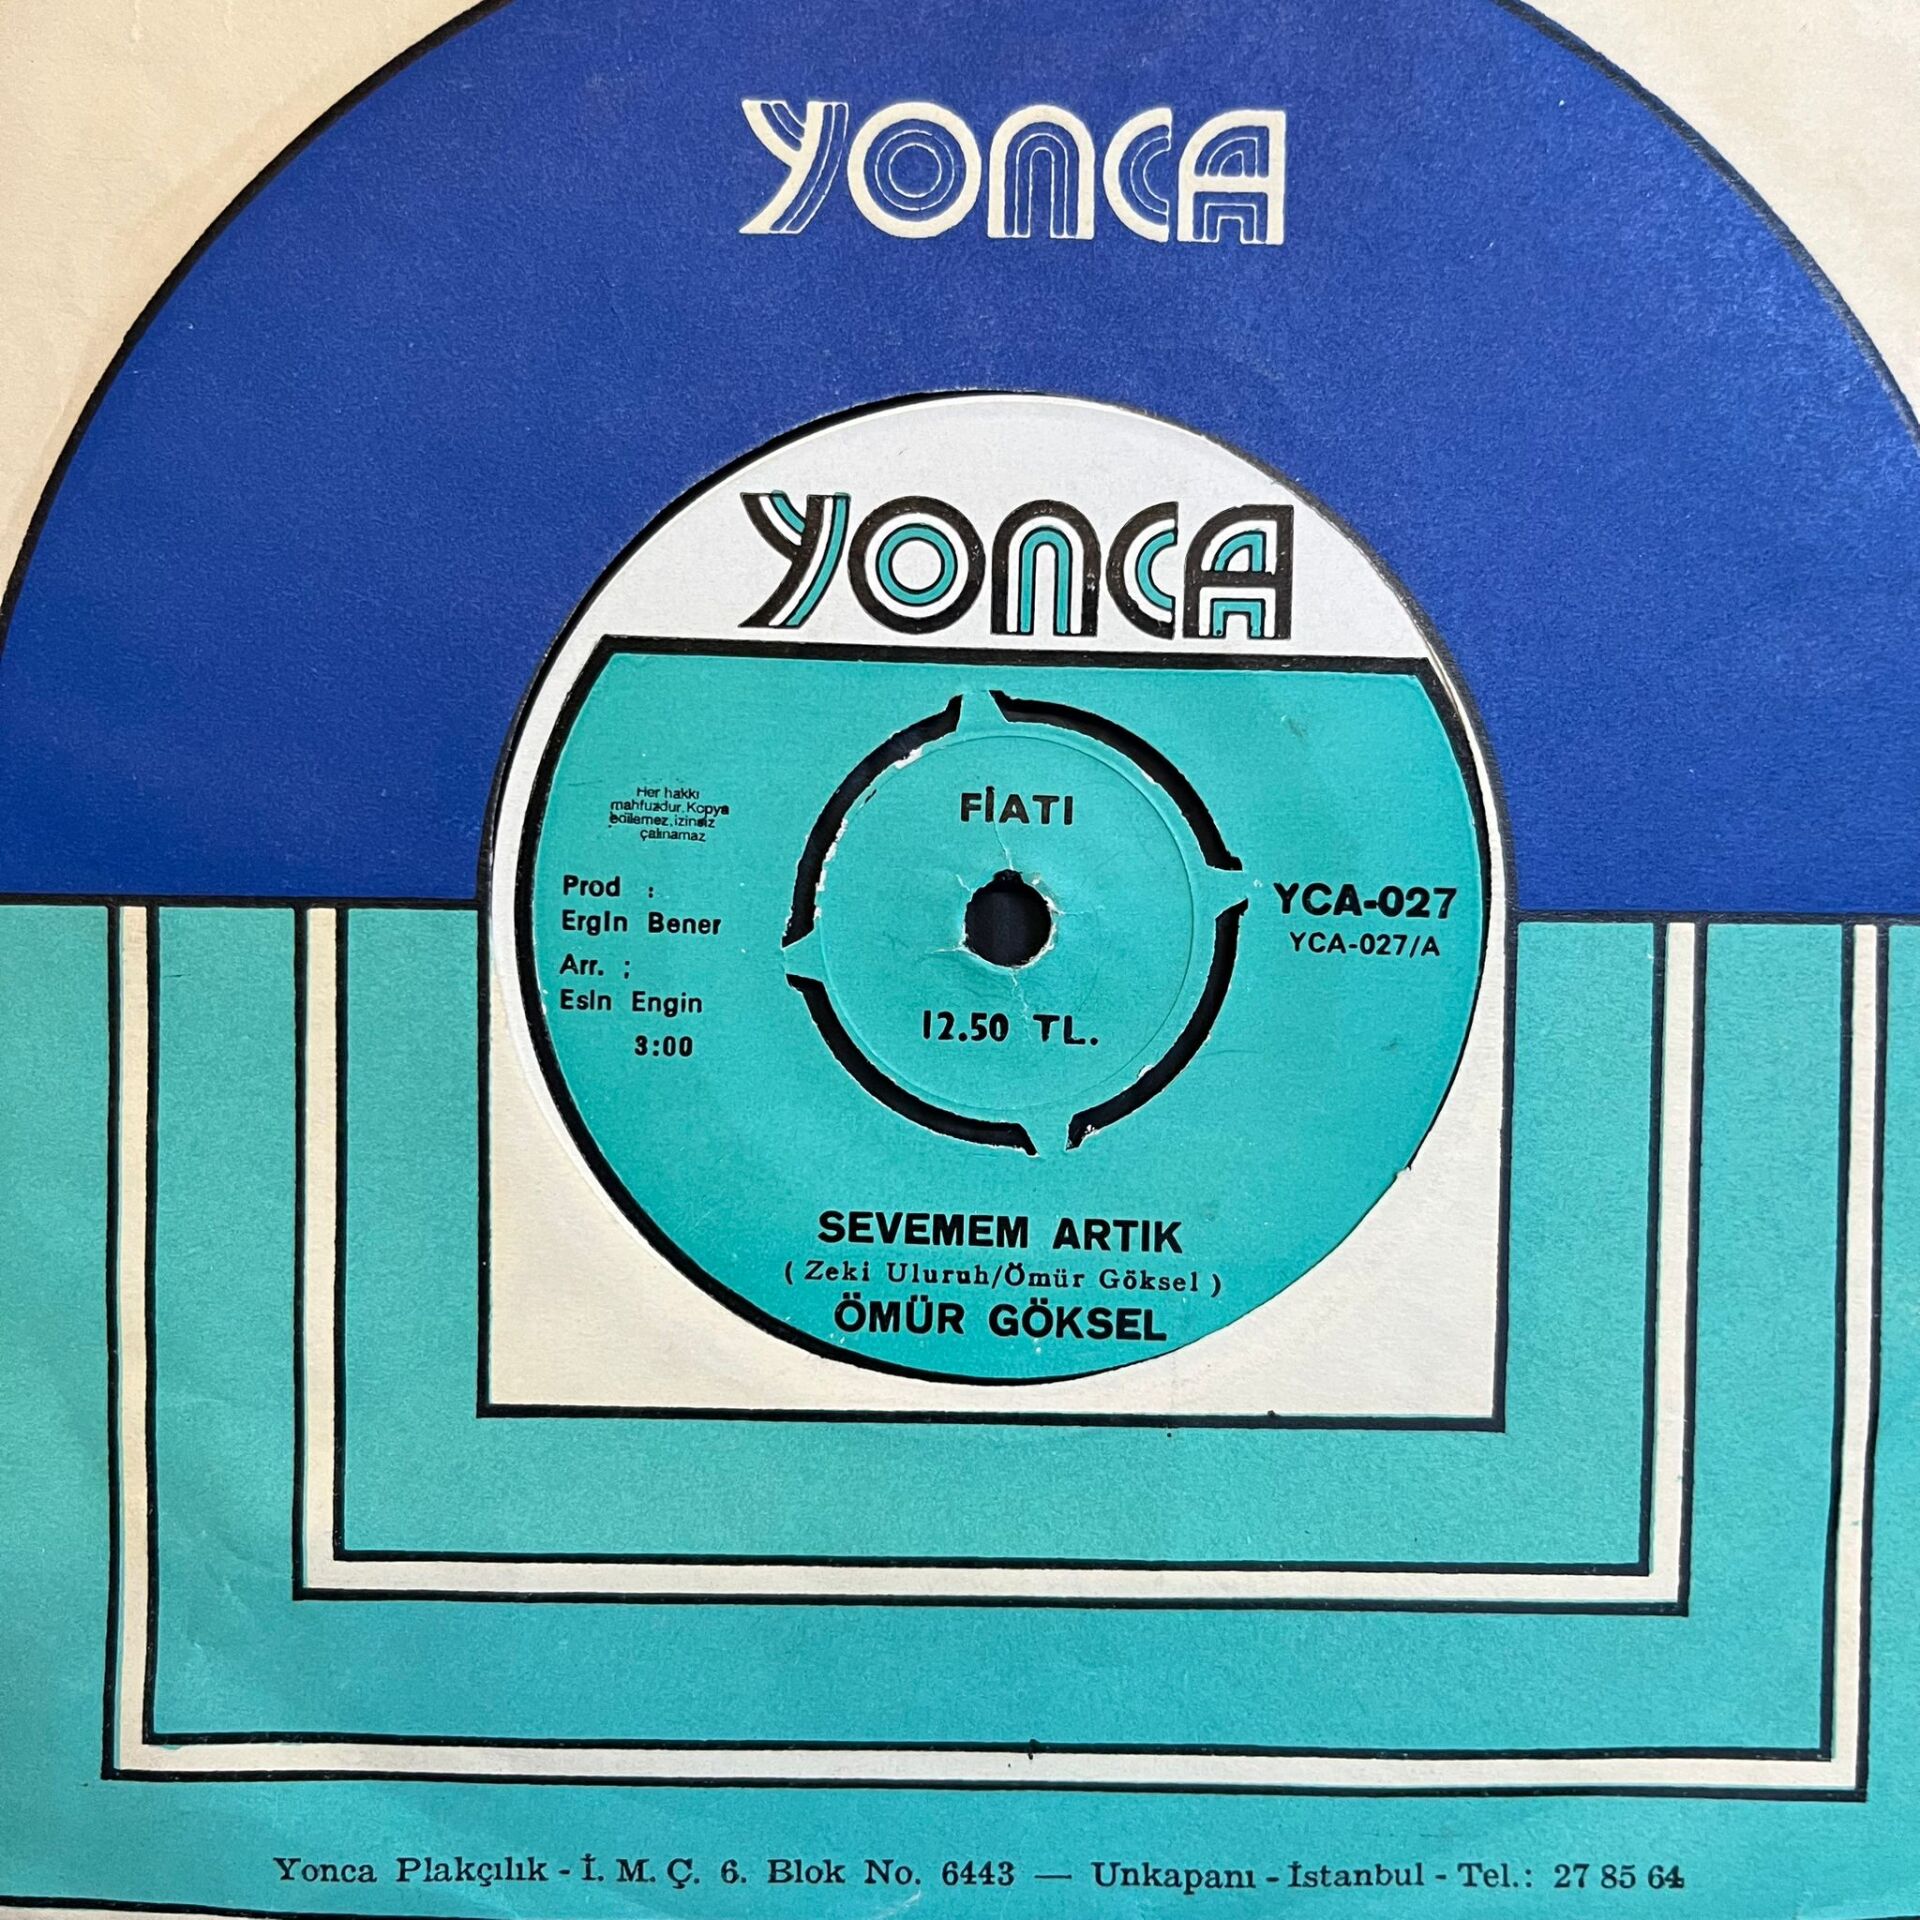 YONCA
YONCA
Her hakkı
mahfuzdur. Kopya
edilemez, izinsiz
çalınamaz
FİATI
Prod :
Ergin Bener
Arr. :
Esin Engin
3:00
YCA-027
YCA-027/A
12.50 TL.
SEVEMEM ARTIK
( Zeki Uluruh/Ömür Göksel )
ÖMÜR GÖKSEL
Yonca Plakçılık - İ. M. Ç. 6. Blok No. 6443 — Unkapanı - İstanbul - Tel.: 27 85 64